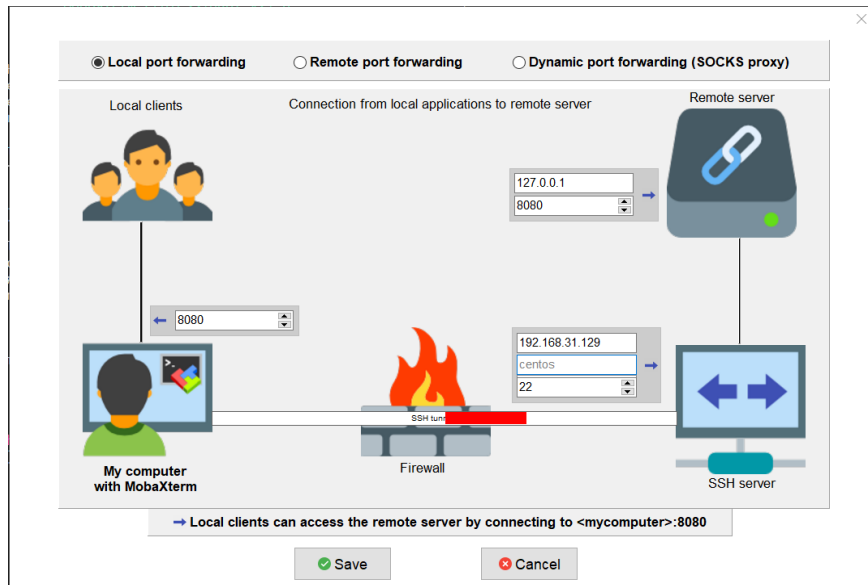 Local port forwarding
Remote port forwarding
Dynamic port forwarding (SOCKS proxy)
Local clients
Connection from local applications to remote server
Remote server
127.0.0.1
8080
8080
192.168.31.129
centos
22
SSH
My computer
with MobaXterm
Firewall
SSH server
Local clients can access the remote server by connecting to <mycomputer>:8080
Save
Cancel